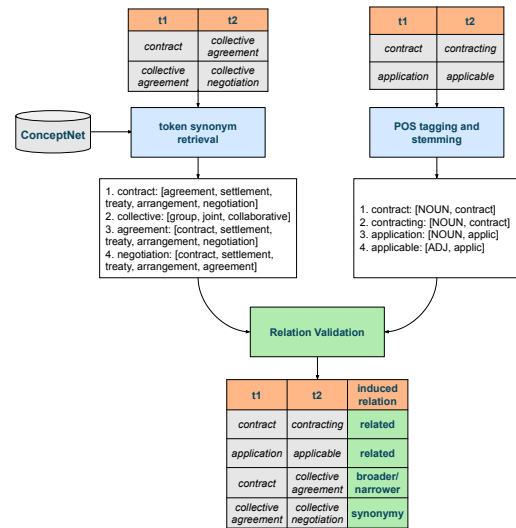 t1 t2
contract collective
agreement
collective
agreement collective
negotiation
t1 t2
contract contracting
application applicable
ConceptNet
token synonym
retrieval
POS tagging and
stemming
1. contract: [agreement, settlement,
treaty, arrangement, negotiation]
2. collective: [group, joint, collaborative]
3. agreement: [contract, settlement,
treaty, arrangement, negotiation]
4. negotiation: [contract, settlement,
treaty, arrangement, agreement]
1. contract: [NOUN, contract]
2. contracting: [NOUN, contract]
3. application: [NOUN, applic]
4. applicable: [ADJ, applic]
Relation Validation
t1 t2 induced
relation
contract contracting related
application applicable related
contract collective
agreement broader/
narrower
collective
agreement collective
negotiation synonymy